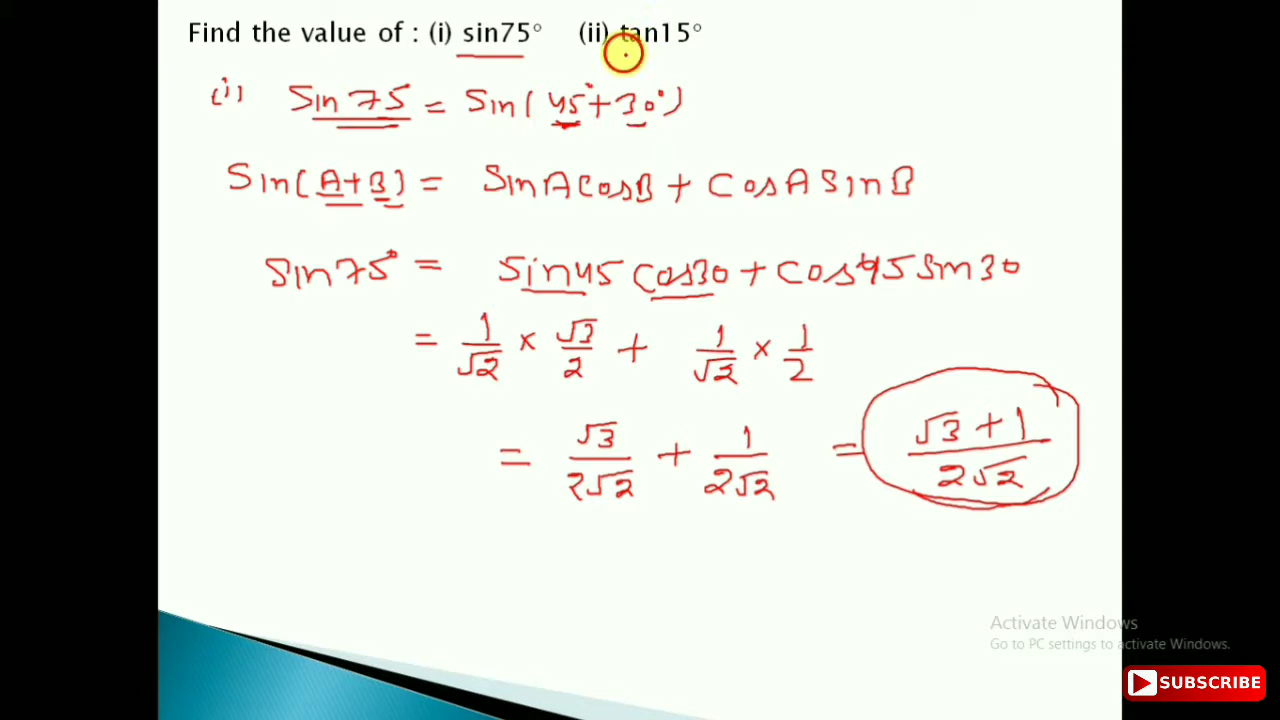 Find the value of : (i) sin75° (ii) tan15°
(i) Sin 75 = Sin( 45° + 30° )
Sin( A+B ) = SinA CosB + CosA SinB
Sin75° = Sin45 Cos30 + Cos45 Sin30
= 1/√2 × √3/2 + 1/√2 × 1/2
= √3/2√2 + 1/2√2 = √3 + 1/2√2
Activate Windows
Go to PC settings to activate Windows.
SUBSCRIBE